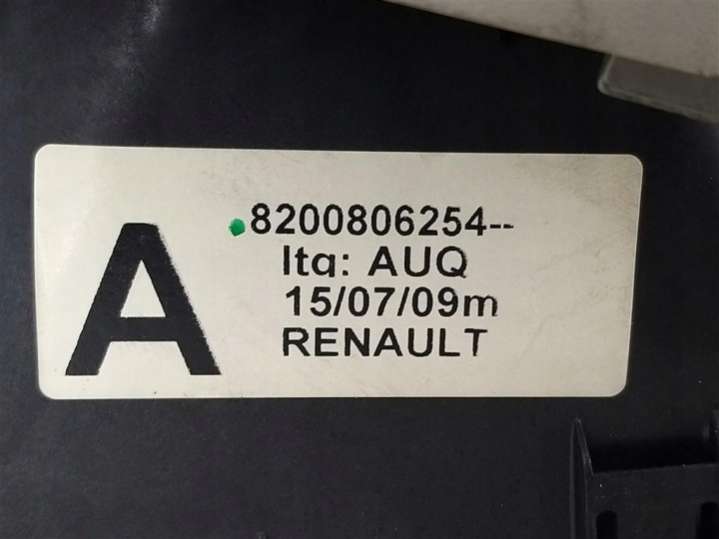 A
8200806254--
Itq: AUQ
15/07/09m
RENAULT